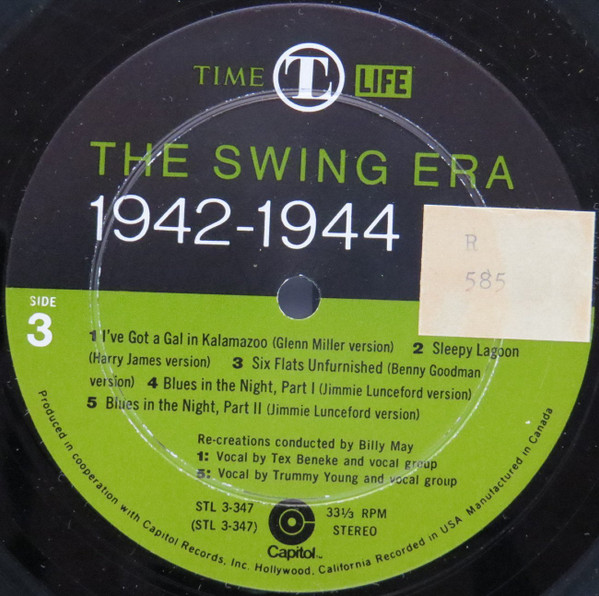 TIME T LIFE
THE SWING ERA
1942-1944
R
585
SIDE
3
1 I've Got a Gal in Kalamazoo (Glenn Miller version) 2 Sleepy Lagoon
(Harry James version) 3 Six Flats Unfurnished (Benny Goodman
version) 4 Blues in the Night, Part I (Jimmie Lunceford version)
5 Blues in the Night, Part II (Jimmie Lunceford version)
Re-creations conducted by Billy May
1: Vocal by Tex Beneke and vocal group
5: Vocal by Trummy Young and vocal group
STL 3-347 33⅓ RPM
(STL 3-347) STEREO
Capitol™
Produced in cooperation with Capitol Records, Inc. Hollywood, California Recorded in USA Manufactured in Canada